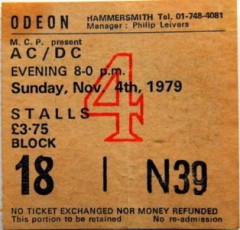 ODEON HAMMERSMITH Tel. 01-748-4081
Manager : Philip Leivers
M. C. P. present
AC/DC
EVENING 8-0 p.m.
Sunday, Nov. 4th, 1979
4
STALLS
£3·75
BLOCK
18 | N39
NO TICKET EXCHANGED NOR MONEY REFUNDED
This portion to be retained No re-admission